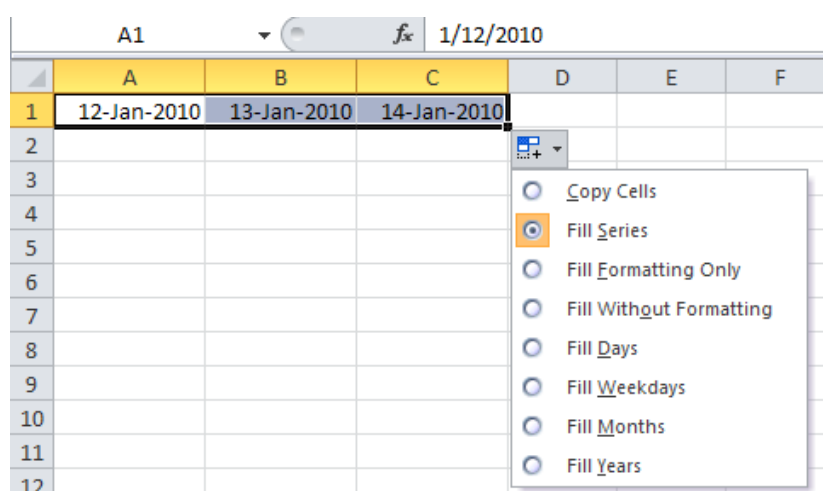 A1 fx 1/12/2010
A B C D E F
1 12-Jan-2010 13-Jan-2010 14-Jan-2010
2
3
Copy Cells
4
Fill Series
5
6
Fill Formatting Only
7
Fill Without Formatting
8
Fill Days
9
Fill Weekdays
10
Fill Months
11
Fill Years
12